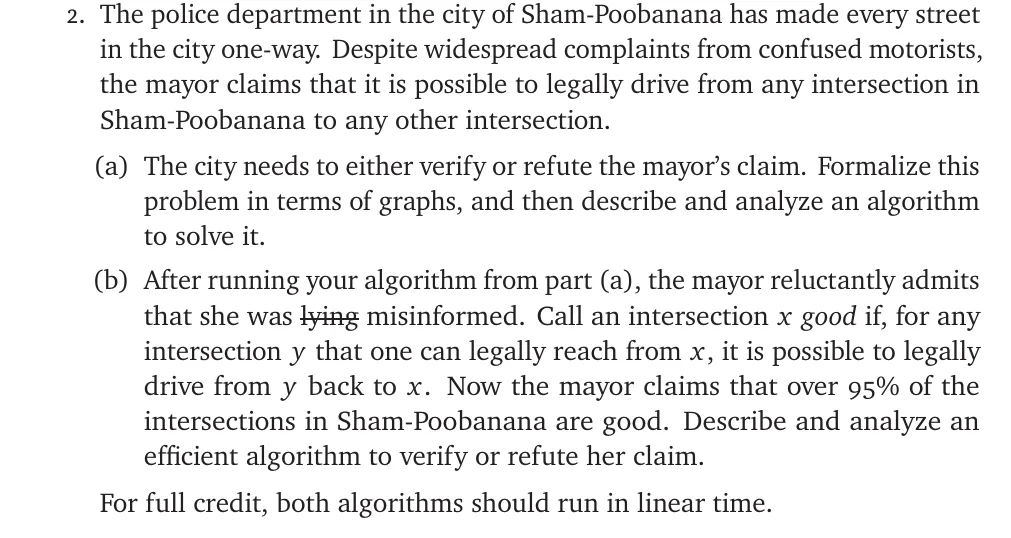 2. The police department in the city of Sham-Poobanana has made every street
in the city one-way. Despite widespread complaints from confused motorists,
the mayor claims that it is possible to legally drive from any intersection in
Sham-Poobanana to any other intersection.
(a) The city needs to either verify or refute the mayor’s claim. Formalize this
problem in terms of graphs, and then describe and analyze an algorithm
to solve it.
(b) After running your algorithm from part (a), the mayor reluctantly admits
that she was lying misinformed. Call an intersection x good if, for any
intersection y that one can legally reach from x, it is possible to legally
drive from y back to x. Now the mayor claims that over 95% of the
intersections in Sham-Poobanana are good. Describe and analyze an
efficient algorithm to verify or refute her claim.
For full credit, both algorithms should run in linear time.